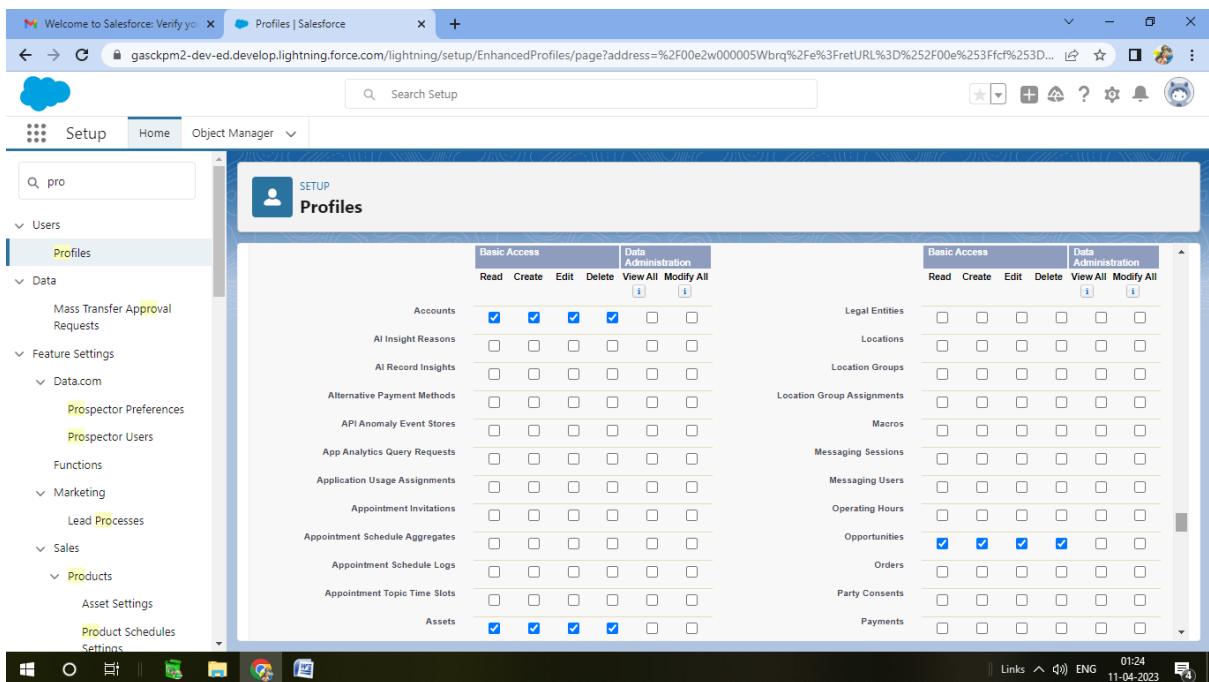 Welcome to Salesforce: Verify yo
Profiles | Salesforce
gasckpm2-dev-ed.develop.lightning.force.com/lightning/setup/EnhancedProfiles/page?address=%2F00e2w000005Wbrq%2Fe%3FretURL%3D%252F00e%253Ffcf%253D...
Search Setup
Setup
Home
Object Manager
pro
Users
Profiles
Data
Mass Transfer Approval
Requests
Feature Settings
Data.com
Prospector Preferences
Prospector Users
Functions
Marketing
Lead Processes
Sales
Products
Asset Settings
Product Schedules
Settings
SETUP
Profiles
Basic Access Data
Administration
Read Create Edit Delete View All Modify All
Accounts
AI Insight Reasons
AI Record Insights
Alternative Payment Methods
API Anomaly Event Stores
App Analytics Query Requests
Application Usage Assignments
Appointment Invitations
Appointment Schedule Aggregates
Appointment Schedule Logs
Appointment Topic Time Slots
Assets
Basic Access Data
Administration
Read Create Edit Delete View All Modify All
Legal Entities
Locations
Location Groups
Location Group Assignments
Macros
Messaging Sessions
Messaging Users
Operating Hours
Opportunities
Orders
Party Consents
Payments
Links ENG 01:24
11-04-2023
4